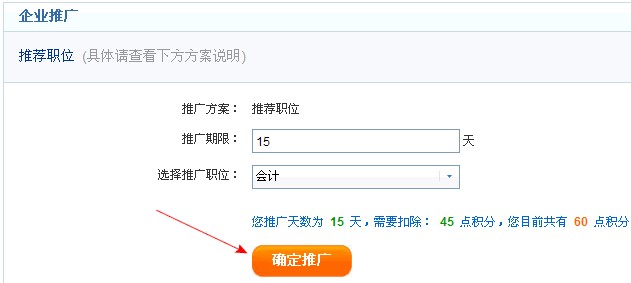 企业推广
推荐职位 (具体请查看下方方案说明)
推广方案： 推荐职位
推广期限： 15 天
选择推广职位： 会计
您推广天数为 15 天，需要扣除： 45 点积分，您目前共有 60 点积分
确定推广